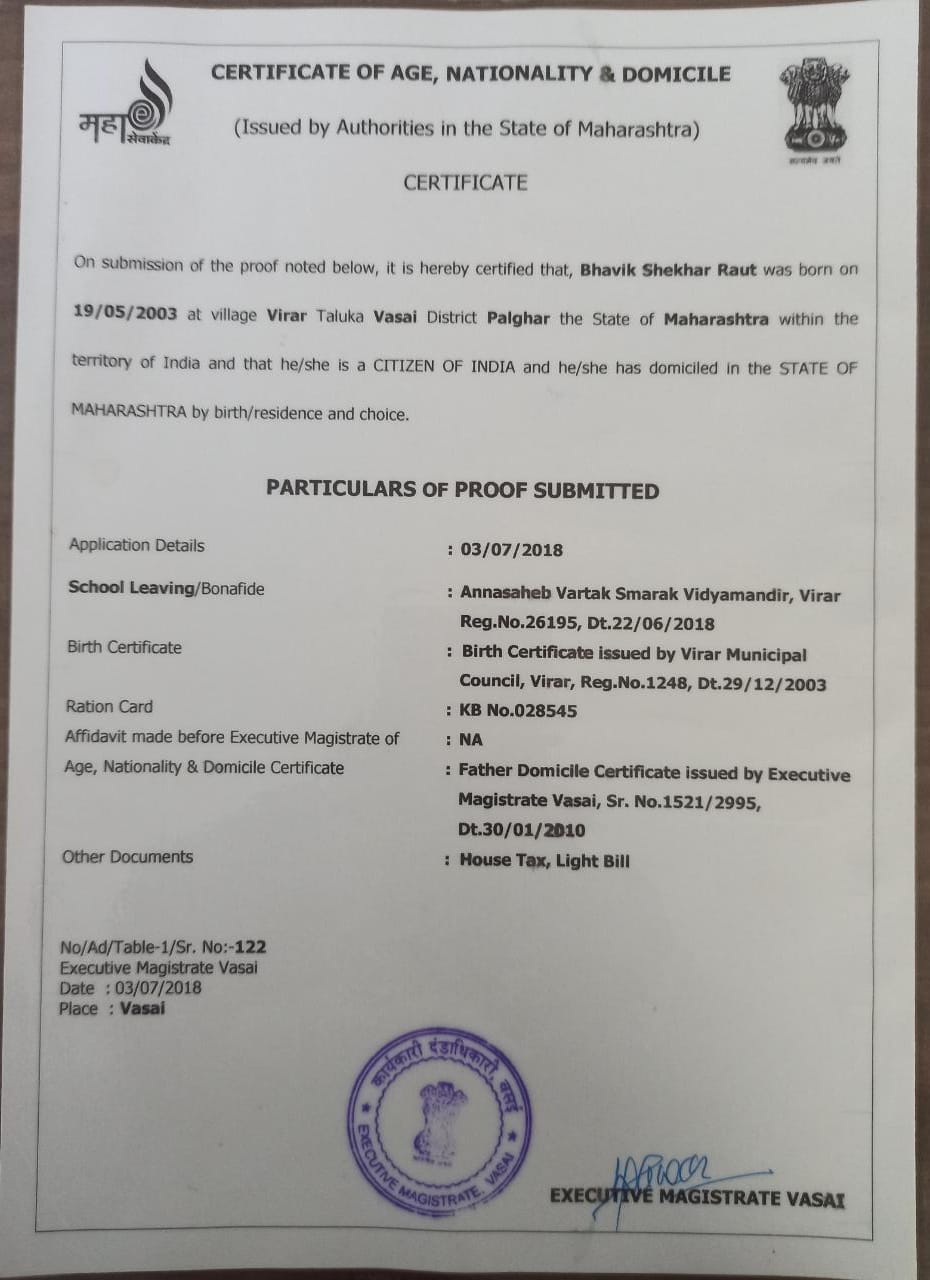 महा e
सेवाकेंद्र
CERTIFICATE OF AGE, NATIONALITY & DOMICILE
(Issued by Authorities in the State of Maharashtra)
सत्यमेव जयते
CERTIFICATE
On submission of the proof noted below, it is hereby certified that, Bhavik Shekhar Raut was born on
19/05/2003 at village Virar Taluka Vasai District Palghar the State of Maharashtra within the
territory of India and that he/she is a CITIZEN OF INDIA and he/she has domiciled in the STATE OF
MAHARASHTRA by birth/residence and choice.
PARTICULARS OF PROOF SUBMITTED
Application Details : 03/07/2018
School Leaving/Bonafide : Annasaheb Vartak Smarak Vidyamandir, Virar
Reg.No.26195, Dt.22/06/2018
Birth Certificate : Birth Certificate issued by Virar Municipal
Council, Virar, Reg.No.1248, Dt.29/12/2003
Ration Card : KB No.028545
Affidavit made before Executive Magistrate of : NA
Age, Nationality & Domicile Certificate : Father Domicile Certificate issued by Executive
Magistrate Vasai, Sr. No.1521/2995,
Dt.30/01/2010
Other Documents : House Tax, Light Bill
No/Ad/Table-1/Sr. No:-122
Executive Magistrate Vasai
Date : 03/07/2018
Place : Vasai
कार्यकारी दंडाधिकारी, वसई
EXECUTIVE MAGISTRATE, VASAI
EXECUTIVE MAGISTRATE VASAI